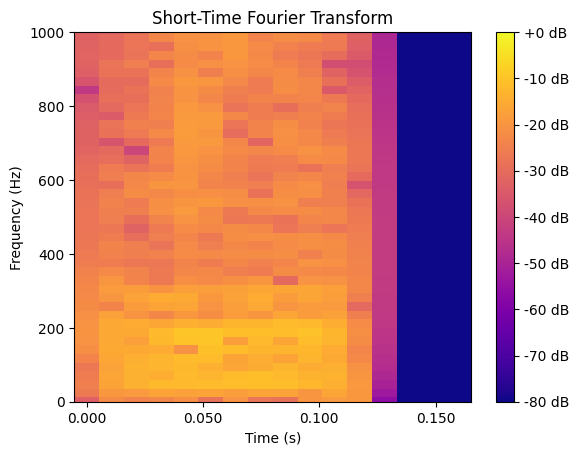 Short-Time Fourier Transform
1000
800
600
400
200
0
Frequency (Hz)
0.000
0.050
0.100
0.150
Time (s)
+0 dB
-10 dB
-20 dB
-30 dB
-40 dB
-50 dB
-60 dB
-70 dB
-80 dB